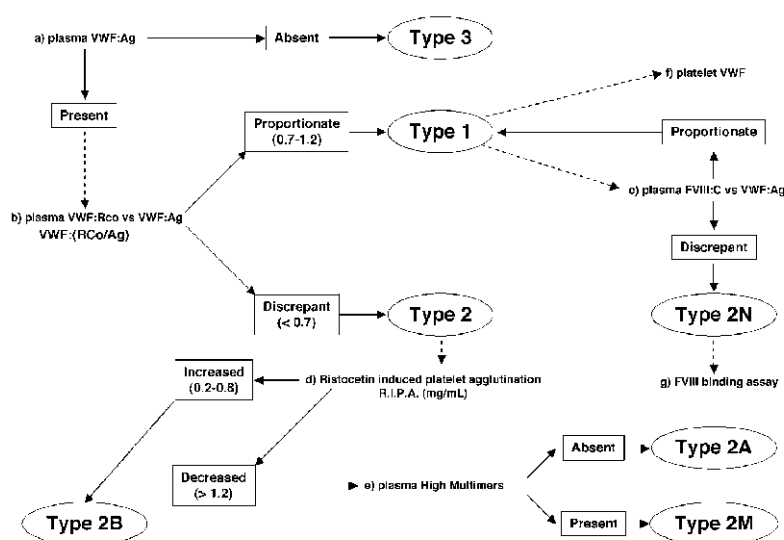 a) plasma VWF:Ag
Absent
Type 3
f) platelet VWF
Present
Proportionate
(0.7-1.2)
Type 1
Proportionate
c) plasma FVIII:C vs VWF:Ag
b) plasma VWF:Rco vs VWF:Ag
VWF:(RCo/Ag)
Discrepant
Discrepant
(< 0.7)
Type 2
Type 2N
Increased
(0.2-0.8)
d) Ristocetin induced platelet agglutination
R.I.P.A. (mg/mL)
g) FVIII binding assay
Absent
Type 2A
Decreased
(> 1.2)
e) plasma High Multimers
Type 2B
Present
Type 2M